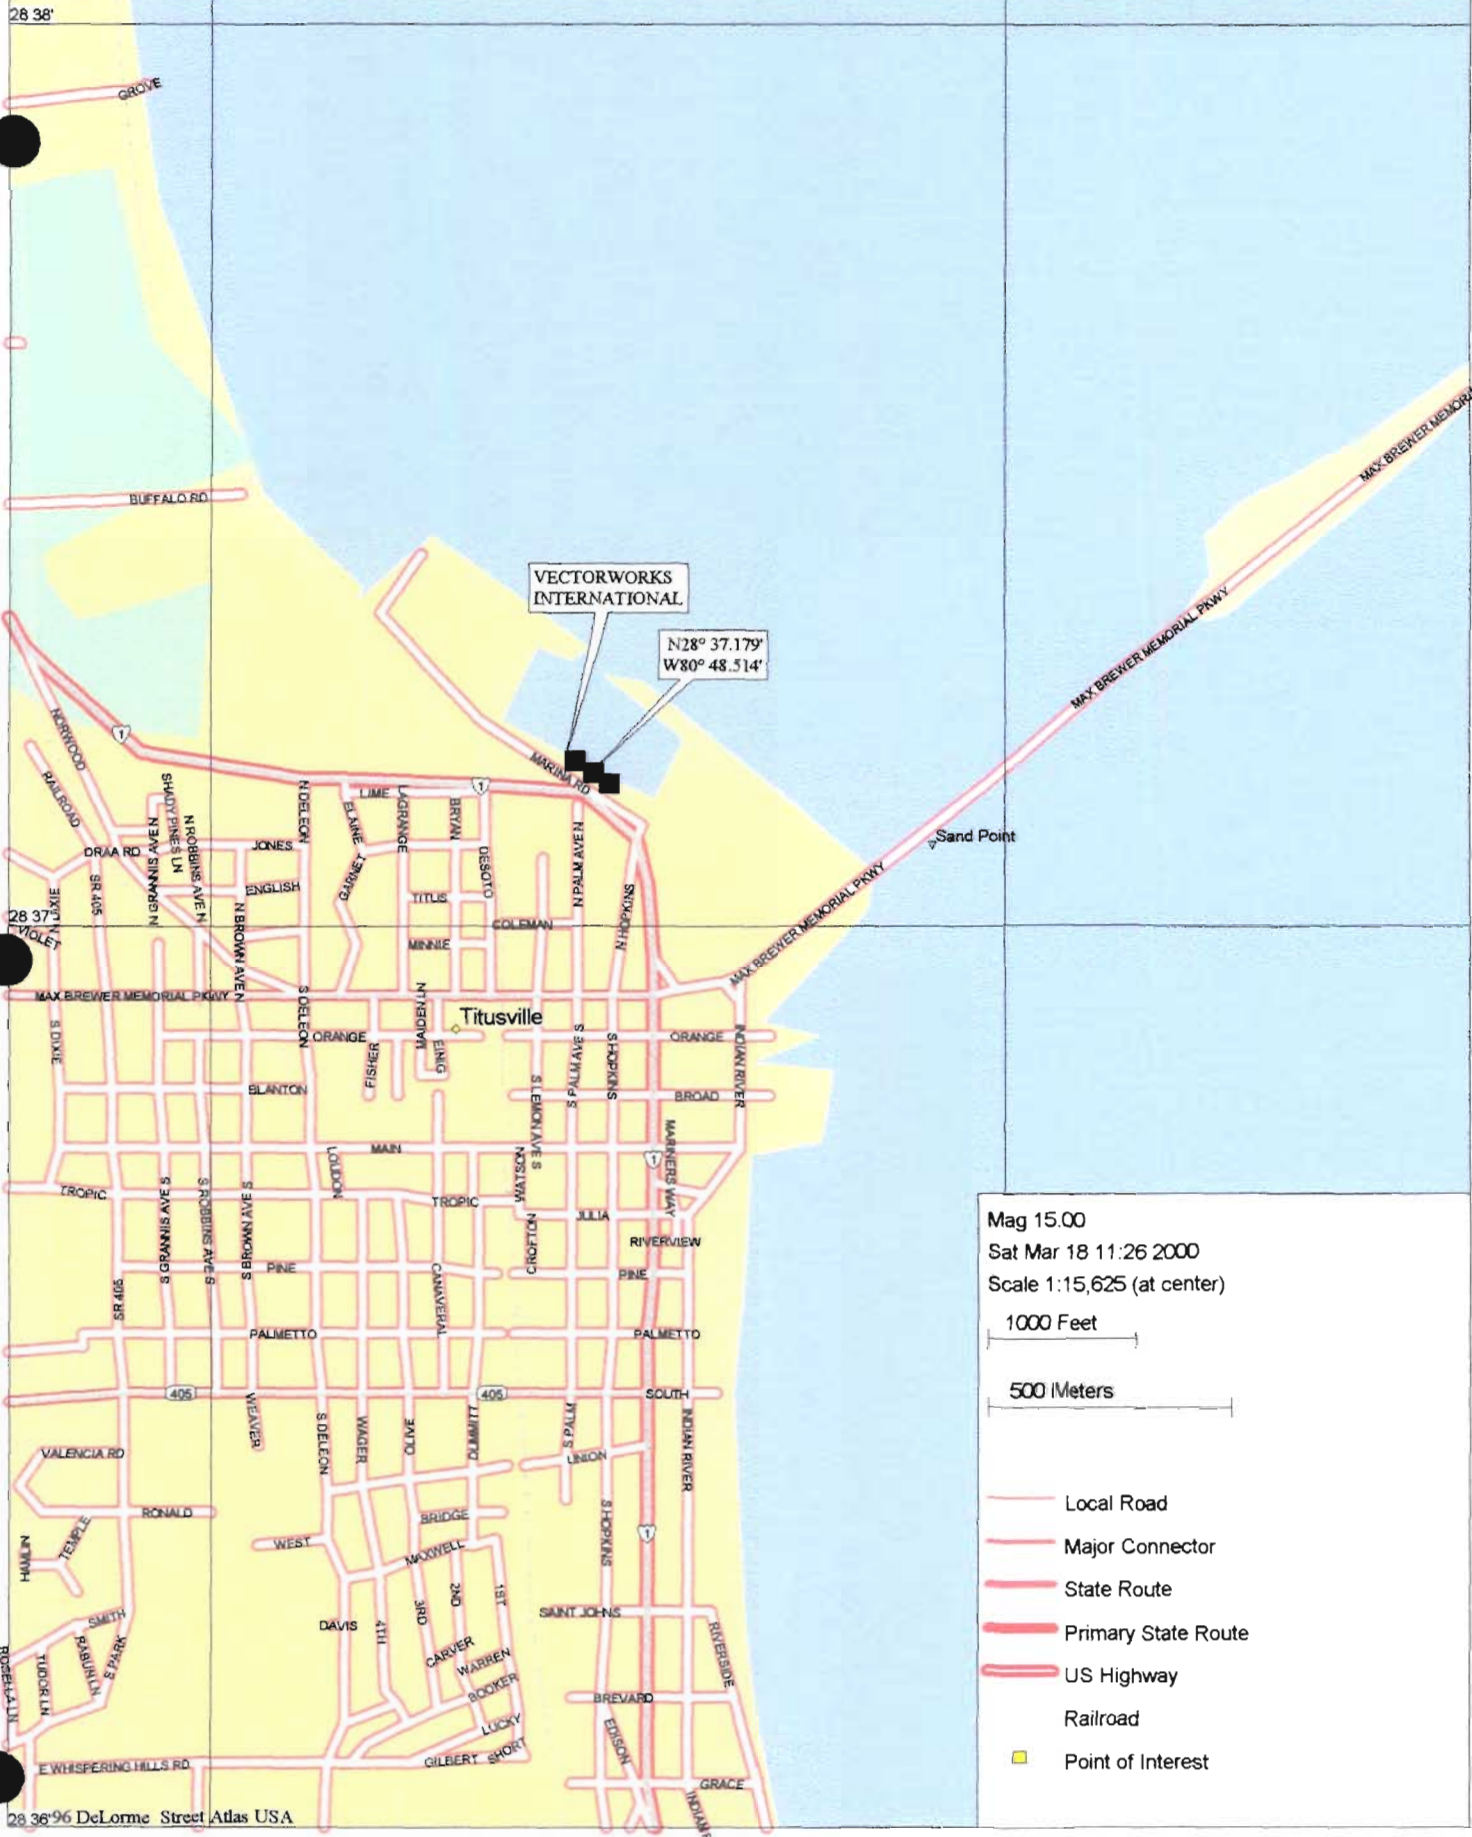 28 38'
GROVE
MAX BREWER MEMORIAL
BUFFALO RD
VECTORWORKS
INTERNATIONAL
N28° 37.179'
W80° 48.514'
MAX BREWER MEMORIAL PKWY
NORWOOD
1
MARINA RD
1
RAILROAD
SHADY PINES LN
N DELEON
LIME
ELAINE
LAGRANGE
BRYAN
N ROBBINS AVE N
N GRANNIS AVE N
JONES
DRAA RD
GARNET
DESOTO
N PALM AVE N
Sand Point
SR 405
N DIXIE
ENGLISH
TITUS
N HOPKINS
MAX BREWER MEMORIAL PKWY
28 37'
VIOLET
N BROWN AVE N
COLEMAN
MINNIE
MAX BREWER MEMORIAL PKWY
S DELEON
MAIDEN LN
Titusville
S DIXIE
ORANGE
FISHER
EINIG
S PALM AVE S
S HOPKINS
ORANGE
INDIAN RIVER
BLANTON
S LEMON AVE S
BROAD
MAIN
LOUDON
WATSON
MARINERS WAY
1
TROPIC
S GRANNIS AVE S
S ROBBINS AVE S
S BROWN AVE S
TROPIC
CROFTON
JULIA
RIVERVIEW
PINE
CANAVERAL
PINE
SR 405
PALMETTO
PALMETTO
405
405
SOUTH
WEAVER
S DELEON
WAGER
OLIVE
DUMMITT
S PALM
INDIAN RIVER
VALENCIA RD
UNION
RONALD
BRIDGE
S HOPKINS
1
HAMLIN
TEMPLE
WEST
MAXWELL
2ND
1ST
SMITH
DAVIS
4TH
3RD
SAINT JOHNS
ROSELLA LN
TUDOR LN
RABUN LN
S PARK
CARVER
WARREN
BOOKER
RIVERSIDE
BREVARD
LUCKY
EDISON
E WHISPERING HILLS RD
GILBERT
SHORT
GRACE
28 36'
96 DeLorme Street Atlas USA
Mag 15.00
Sat Mar 18 11:26 2000
Scale 1:15,625 (at center)
1000 Feet
500 Meters
Local Road
Major Connector
State Route
Primary State Route
US Highway
Railroad
Point of Interest